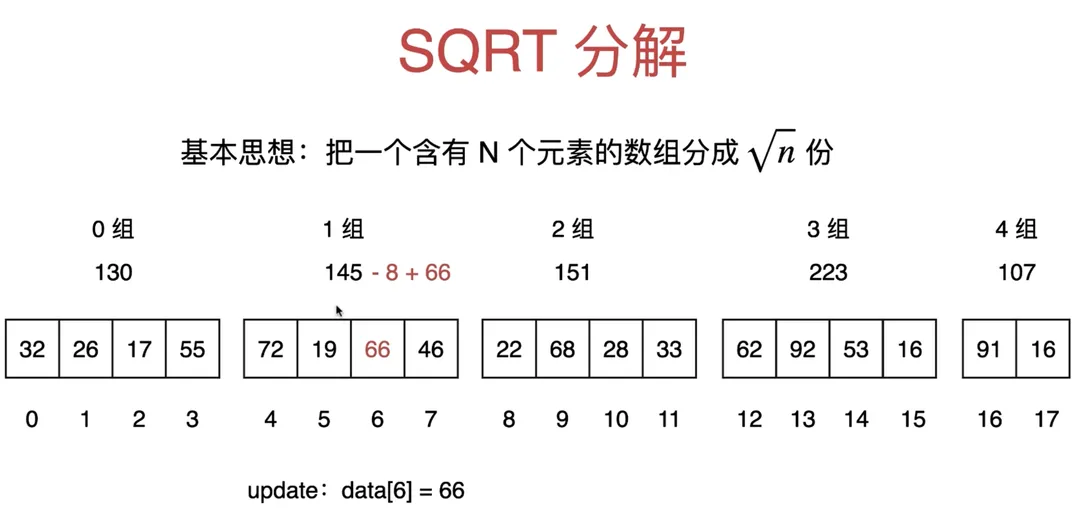 SQRT 分解
基本思想：把一个含有 N 个元素的数组分成 √n 份
0 组 1 组 2 组 3 组 4 组
130 145 - 8 + 66 151 223 107
32 26 17 55 72 19 66 46 22 68 28 33 62 92 53 16 91 16
0 1 2 3 4 5 6 7 8 9 10 11 12 13 14 15 16 17
update：data[6] = 66